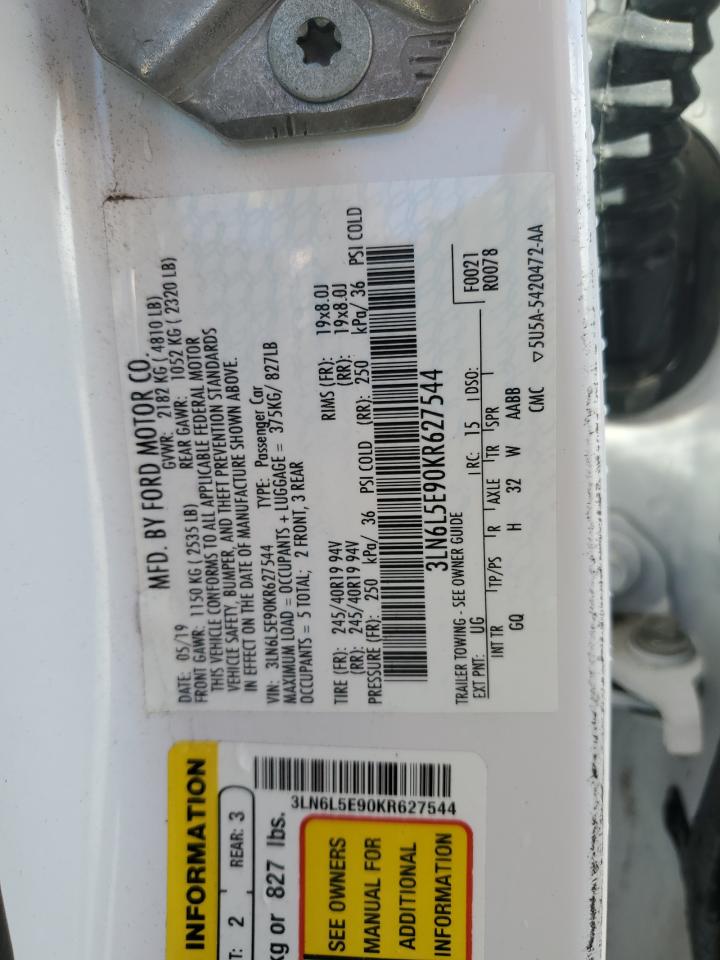 MFD. BY FORD MOTOR CO.
DATE: 05/19 GVWR: 2182 KG ( 4810 LB)
FRONT GAWR: 1150 KG ( 2535 LB) REAR GAWR: 1052 KG ( 2320 LB)
THIS VEHICLE CONFORMS TO ALL APPLICABLE FEDERAL MOTOR
VEHICLE SAFETY, BUMPER, AND THEFT PREVENTION STANDARDS
IN EFFECT ON THE DATE OF MANUFACTURE SHOWN ABOVE.
VIN: 3LN6L5E90KR627544 TYPE: Passenger Car
MAXIMUM LOAD = OCCUPANTS + LUGGAGE = 375KG/ 827LB
OCCUPANTS = 5 TOTAL; 2 FRONT, 3 REAR
TIRE (FR): 245/40R19 94V RIMS (FR): 19x8.0J
(RR): 245/40R19 94V (RR): 19x8.0J
PRESSURE (FR): 250 kPa/ 36 PSI COLD (RR): 250 kPa/ 36 PSI COLD
3LN6L5E90KR627544
TRAILER TOWING - SEE OWNER GUIDE F0021
EXT PNT: UG RC: 15 DSO: R0078
INT TR TP/PS R AXLE TR SPR
GQ H 32 W AABB
CMC ▽5U5A-5420472-AA
INFORMATION
T: 2 REAR: 3
kg or 827 lbs.
3LN6L5E90KR627544
SEE OWNERS
MANUAL FOR
ADDITIONAL
INFORMATION